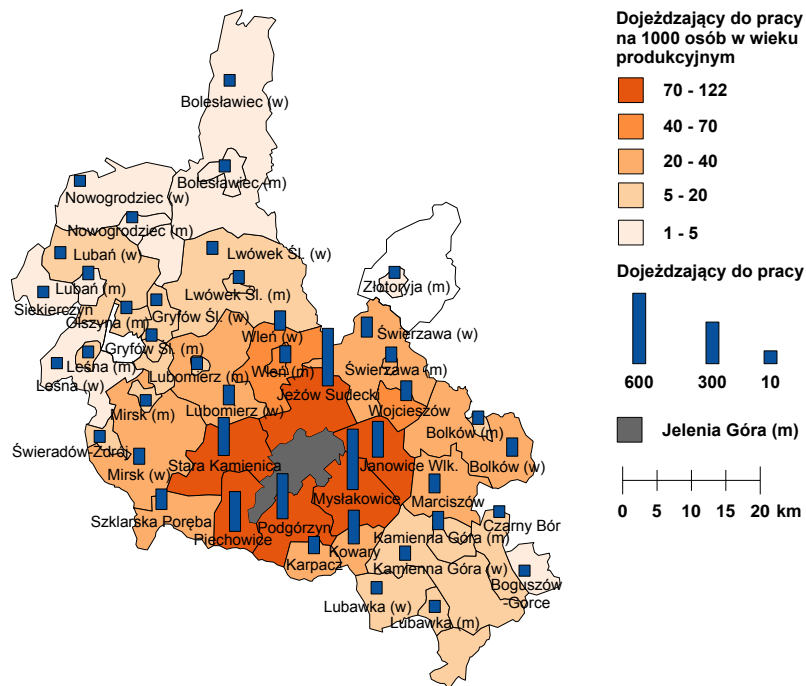 Dojeżdzający do pracy
na 1000 osób w wieku
produkcyjnym
70 - 122
40 - 70
20 - 40
5 - 20
1 - 5
Dojeżdzający do pracy
600 300 10
Jelenia Góra (m)
0 5 10 20 km
Bolesławiec (w)
Bolesławiec (m)
Nowogrodziec (w)
Nowogrodziec (m)
Lubań (w)
Lwówek Śl. (w)
Lubań (m)
Lwówek Śl. (m)
Złotoryja (m)
Siekierczyn
Olszyna (m)
Gryfów Śl. (w)
Świerzawa (w)
Wleń (w)
Gryfów Śl. (m)
Leśna (m)
Wleń (m)
Świerzawa (m)
Lubomierz (m)
Leśna (w)
Jeżów Sudecki
Mirsk (m)
Lubomierz (w)
Wojcieszów
Bolków (m)
Świeradów-Zdrój
Stara Kamienica
Janowice Wlk.
Bolków (w)
Mirsk (w)
Mysłakowice
Marciszów
Szklarska Poręba
Podgórzyn
Czarny Bór
Piechowice
Kamienna Góra (m)
Kowary
Karpacz
Kamienna Góra (w)
Boguszów
-Gorce
Lubawka (w)
Lubawka (m)